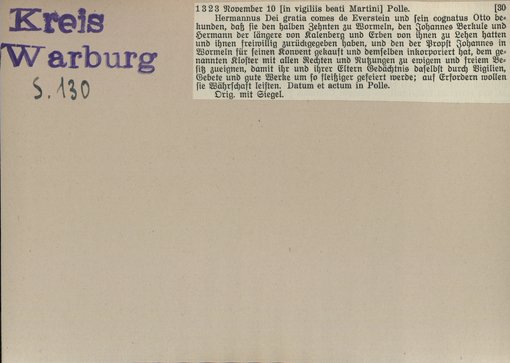 Kreis
Warburg
S. 130
1323 November 10 [in vigiliis beati Martini] Polle. [30
Hermannus Dei gratia comes de Everstein und sein cognatus Otto be-
kunden, daß sie den halben Zehnten zu Wormeln, den Johannes Berkule und
Hermann der längere von Kalenberg und Erben von ihnen zu Lehen hatten
und ihnen freiwillig zurückgegeben haben, und den der Propst Johannes in
Wormeln für seinen Konvent gekauft und demselben inkorporiert hat, dem ge-
nannten Kloster mit allen Rechten und Nutzungen zu ewigem und freiem Be-
sitz zueignen, damit ihr und ihrer Eltern Gedächtnis daselbst durch Vigilien,
Gebete und gute Werke um so fleißiger gefeiert werde; auf Erfordern wollen
sie Währschaft leisten. Datum et actum in Polle.
Orig. mit Siegel.